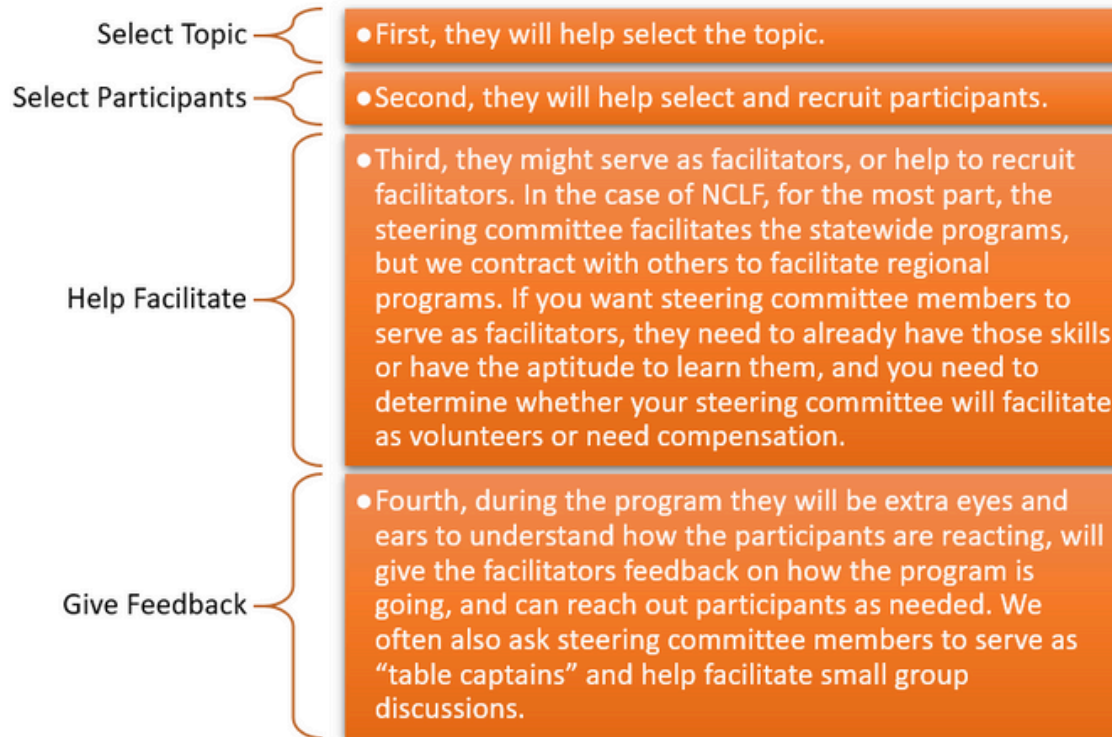 Select Topic
•First, they will help select the topic.
Select Participants
•Second, they will help select and recruit participants.
Help Facilitate
•Third, they might serve as facilitators, or help to recruit
facilitators. In the case of NCLF, for the most part, the
steering committee facilitates the statewide programs,
but we contract with others to facilitate regional
programs. If you want steering committee members to
serve as facilitators, they need to already have those skills
or have the aptitude to learn them, and you need to
determine whether your steering committee will facilitate
as volunteers or need compensation.
Give Feedback
•Fourth, during the program they will be extra eyes and
ears to understand how the participants are reacting, will
give the facilitators feedback on how the program is
going, and can reach out participants as needed. We
often also ask steering committee members to serve as
“table captains” and help facilitate small group
discussions.